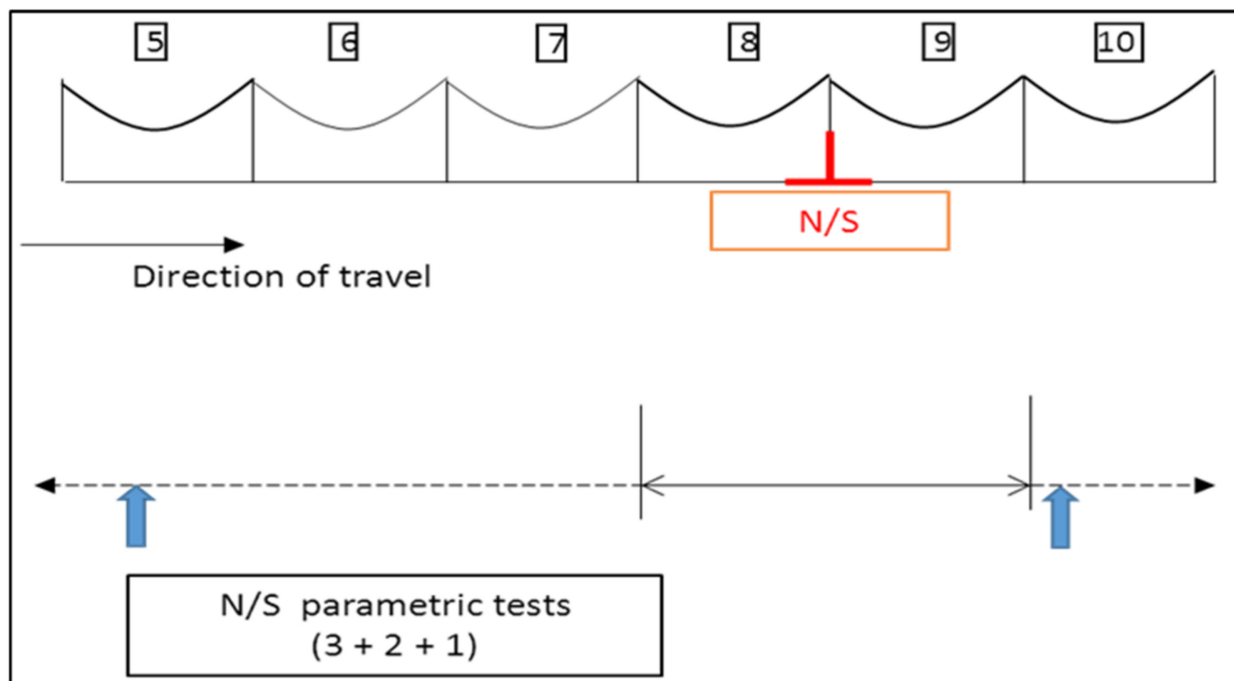 5 6 7 8 9 10
N/S
Direction of travel
N/S parametric tests
(3 + 2 + 1)